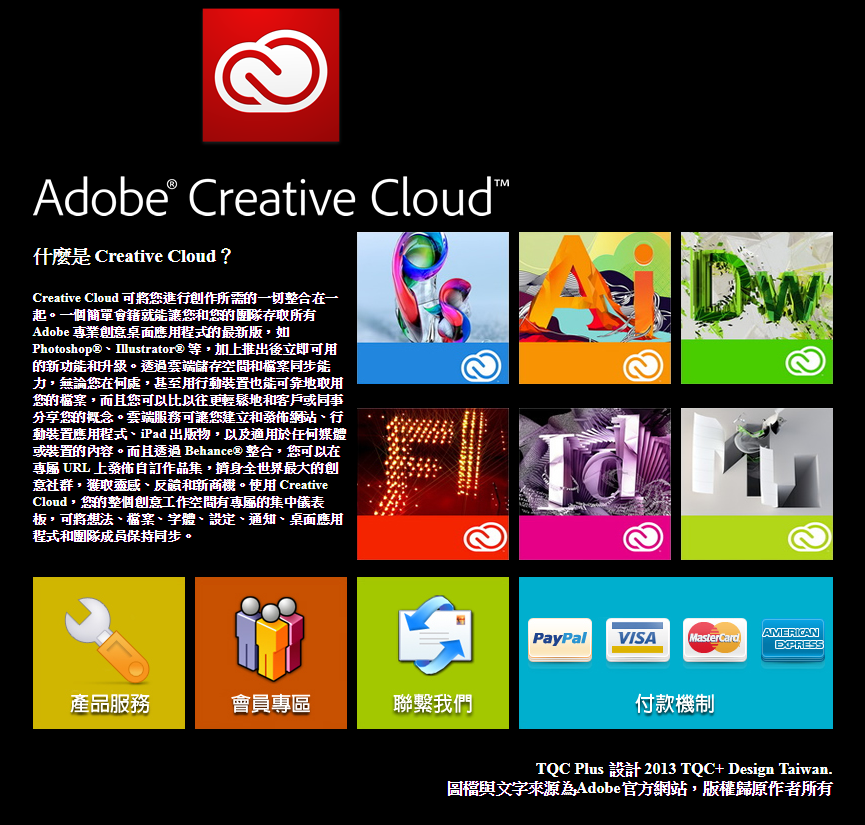 Adobe® Creative Cloud™
什麼是 Creative Cloud？
Creative Cloud 可將您進行創作所需的一切整合在一
起。一個簡單會籍就能讓您和您的團隊存取所有
Adobe 專業創意桌面應用程式的最新版，如
Photoshop®、Illustrator® 等，加上推出後立即可用
的新功能和升級。透過雲端儲存空間和檔案同步能
力，無論您在何處，甚至用行動裝置也能可靠地取用
您的檔案，而且您可以比以往更輕鬆地和客戶或同事
分享您的概念。雲端服務可讓您建立和發佈網站、行
動裝置應用程式、iPad 出版物，以及適用於任何媒體
或裝置的內容。而且透過 Behance® 整合，您可以在
專屬 URL 上發佈自訂作品集，躋身全世界最大的創
意社群，獲取靈感、反饋和新商機。使用 Creative
Cloud，您的整個創意工作空間有專屬的集中儀表
板，可將想法、檔案、字體、設定、通知、桌面應用
程式和團隊成員保持同步。
Ps
Ai
Dw
Fl
Id
Mu
產品服務
會員專區
聯繫我們
PayPal
VISA
MasterCard
AMERICAN
EXPRESS
付款機制
TQC Plus 設計 2013 TQC+ Design Taiwan.
圖檔與文字來源為Adobe官方網站，版權歸原作者所有